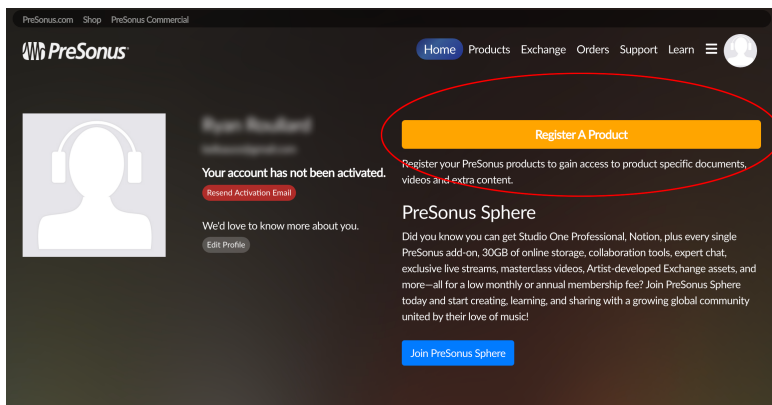 PreSonus.com Shop PreSonus Commercial
PreSonus
Home Products Exchange Orders Support Learn
Register A Product
Register your PreSonus products to gain access to product specific documents,
videos and extra content.
Your account has not been activated.
Resend Activation Email
We'd love to know more about you.
Edit Profile
PreSonus Sphere
Did you know you can get Studio One Professional, Notion, plus every single
PreSonus add-on, 30GB of online storage, collaboration tools, expert chat,
exclusive live streams, masterclass videos, Artist-developed Exchange assets, and
more—all for a low monthly or annual membership fee? Join PreSonus Sphere
today and start creating, learning, and sharing with a growing global community
united by their love of music!
Join PreSonus Sphere